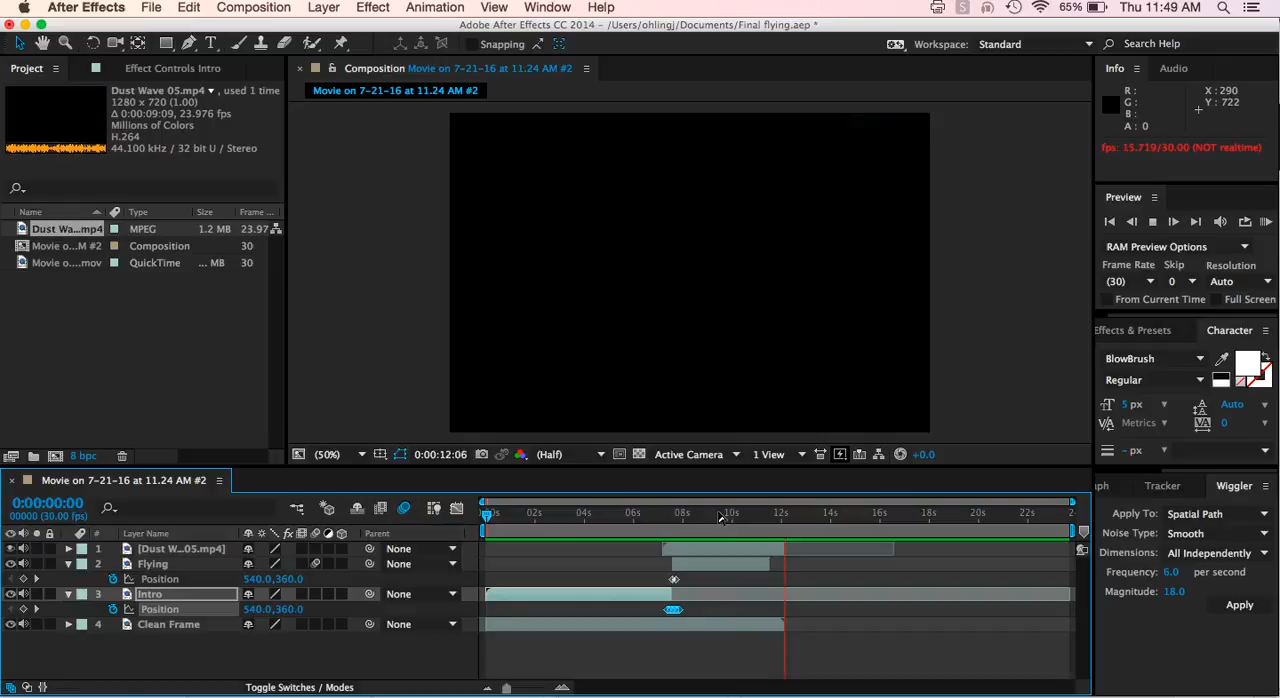 After Effects File Edit Composition Layer Effect Animation View Window Help 65% Thu 11:49 AM
Adobe After Effects CC 2014 - /Users/ohlingj/Documents/Final flying.aep *
Snapping Workspace: Standard Search Help
Project Effect Controls Intro
Dust Wave 05.mp4 , used 1 time
1280 x 720 (1.00)
Δ 0:00:09:09, 23.976 fps
Millions of Colors
H.264
44.100 kHz / 32 bit U / Stereo
Name Type Size Frame ...
Dust Wa...mp4 MPEG 1.2 MB 23.97
Movie o...M #2 Composition 30
Movie o....mov QuickTime ... MB 30
8 bpc
Composition Movie on 7-21-16 at 11.24 AM #2
Movie on 7-21-16 at 11.24 AM #2
(50%) 0:00:12:06 (Half) Active Camera 1 View +0.0
Info Audio
R : X : 290
G : Y : 722
B :
A : 0
fps: 15.719/30.00 (NOT realtime)
Preview
RAM Preview Options
Frame Rate Skip Resolution
(30) 0 Auto
From Current Time Full Screen
Effects & Presets Character
BlowBrush
Regular
5 px Auto
Metrics 0
- px
ph Tracker Wiggler
Apply To: Spatial Path
Noise Type: Smooth
Dimensions: All Independently
Frequency: 6.0 per second
Magnitude: 18.0
Apply
Movie on 7-21-16 at 11.24 AM #2
0:00:00:00
00000 (30.00 fps)
0s 02s 04s 06s 08s 10s 12s 14s 16s 18s 20s 22s 24s
# Layer Name fx Parent
1 [Dust W...05.mp4] None
2 Flying None
Position 540.0,360.0
3 Intro None
Position 540.0,360.0
4 Clean Frame None
Toggle Switches / Modes